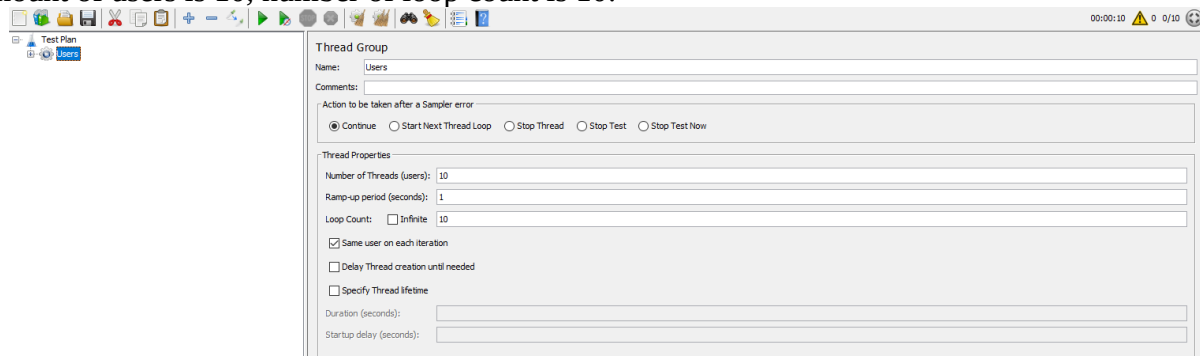 00:00:10 0 0/10
Test Plan
Users
Thread Group
Name: Users
Comments:
Action to be taken after a Sampler error
Continue Start Next Thread Loop Stop Thread Stop Test Stop Test Now
Thread Properties
Number of Threads (users): 10
Ramp-up period (seconds): 1
Loop Count: Infinite 10
Same user on each iteration
Delay Thread creation until needed
Specify Thread lifetime
Duration (seconds):
Startup delay (seconds):